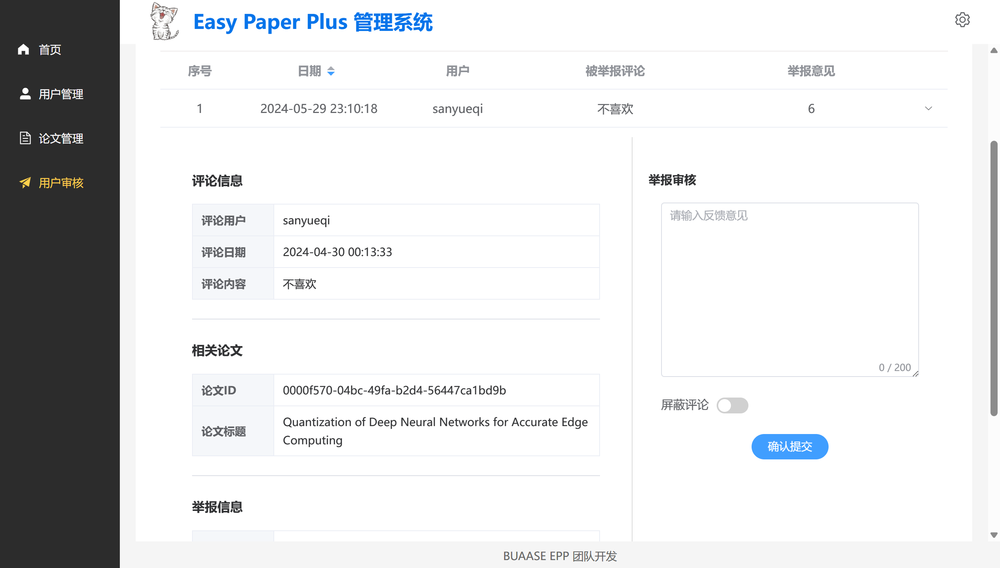 Easy Paper Plus 管理系统
首页
用户管理
论文管理
用户审核
序号 日期 用户 被举报评论 举报意见
1 2024-05-29 23:10:18 sanyueqi 不喜欢 6
评论信息
评论用户 sanyueqi
评论日期 2024-04-30 00:13:33
评论内容 不喜欢
相关论文
论文ID 0000f570-04bc-49fa-b2d4-56447ca1bd9b
论文标题 Quantization of Deep Neural Networks for Accurate Edge
Computing
举报信息
举报审核
请输入反馈意见
0 / 200
屏蔽评论
确认提交
BUAASE EPP 团队开发